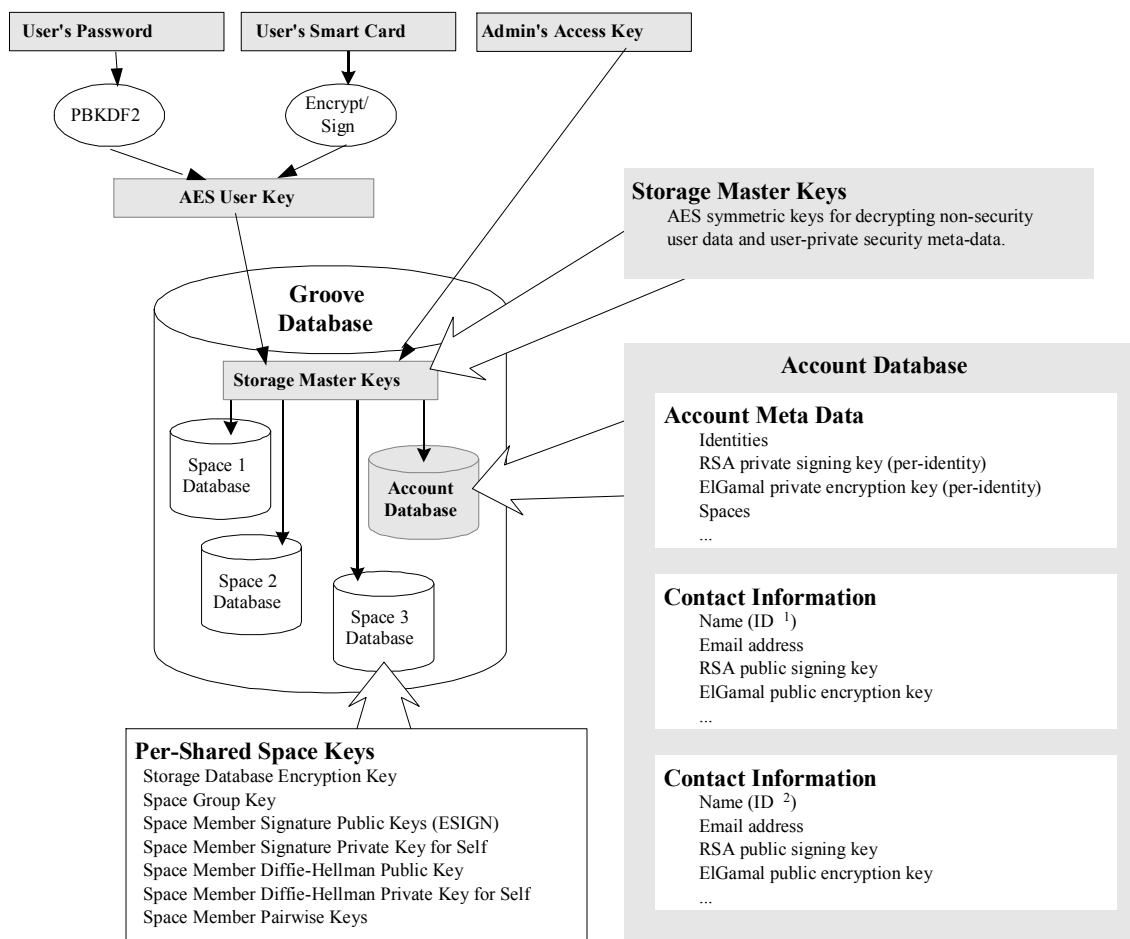 User's Password
User's Smart Card
Admin's Access Key
PBKDF2
Encrypt/
Sign
AES User Key
Storage Master Keys
AES symmetric keys for decrypting non-security
user data and user-private security meta-data.
Groove
Database
Storage Master Keys
Space 1
Database
Account
Database
Space 2
Database
Space 3
Database
Account Database
Account Meta Data
Identities
RSA private signing key (per-identity)
ElGamal private encryption key (per-identity)
Spaces
...
Contact Information
Name (ID 1)
Email address
RSA public signing key
ElGamal public encryption key
...
Contact Information
Name (ID 2)
Email address
RSA public signing key
ElGamal public encryption key
...
Per-Shared Space Keys
Storage Database Encryption Key
Space Group Key
Space Member Signature Public Keys (ESIGN)
Space Member Signature Private Key for Self
Space Member Diffie-Hellman Public Key
Space Member Diffie-Hellman Private Key for Self
Space Member Pairwise Keys